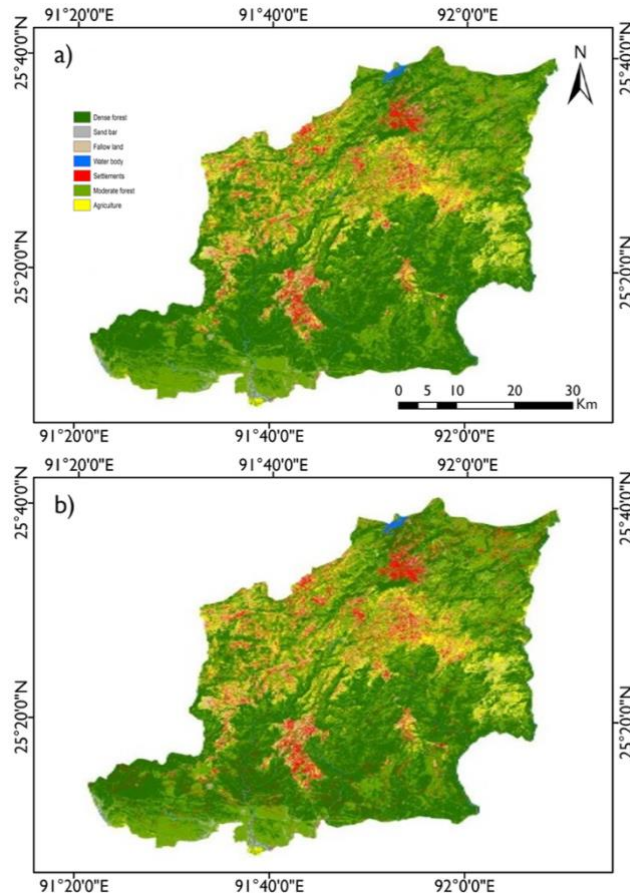 91°20'0"E 91°40'0"E 92°0'0"E
25°40'0"N
25°40'0"N
a)
N
Dense forest
Sand bar
Fallow land
Water body
Settlements
Moderate forest
Agriculture
25°20'0"N
25°20'0"N
0 5 10 20 30
Km
91°20'0"E 91°40'0"E 92°0'0"E
91°20'0"E 91°40'0"E 92°0'0"E
25°40'0"N
25°40'0"N
b)
25°20'0"N
25°20'0"N
91°20'0"E 91°40'0"E 92°0'0"E